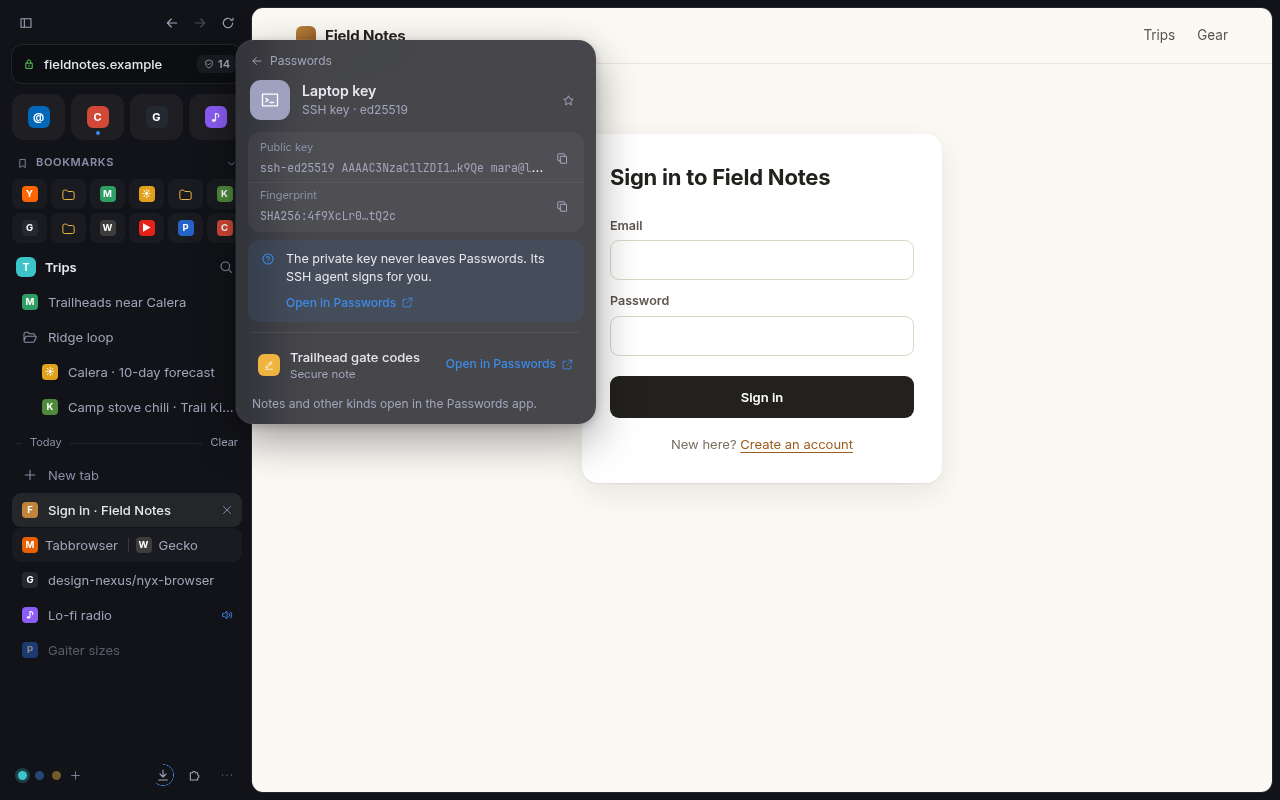 fieldnotes.example
14
@
C
G
BOOKMARKS
Y
M
K
G
W
P
C
T
Trips
M
Trailheads near Calera
Ridge loop
Calera · 10-day forecast
K
Camp stove chili · Trail Ki...
Today
Clear
New tab
F
Sign in · Field Notes
M
Tabbrowser
W
Gecko
G
design-nexus/nyx-browser
Lo-fi radio
P
Gaiter sizes
Passwords
Laptop key
SSH key · ed25519
Public key
ssh-ed25519 AAAAC3NzaC1lZDI1…k9Qe mara@l...
Fingerprint
SHA256:4f9XcLr0…tQ2c
The private key never leaves Passwords. Its
SSH agent signs for you.
Open in Passwords
Trailhead gate codes
Secure note
Open in Passwords
Notes and other kinds open in the Passwords app.
Field Notes
Trips
Gear
Sign in to Field Notes
Email
Password
Sign in
New here? Create an account